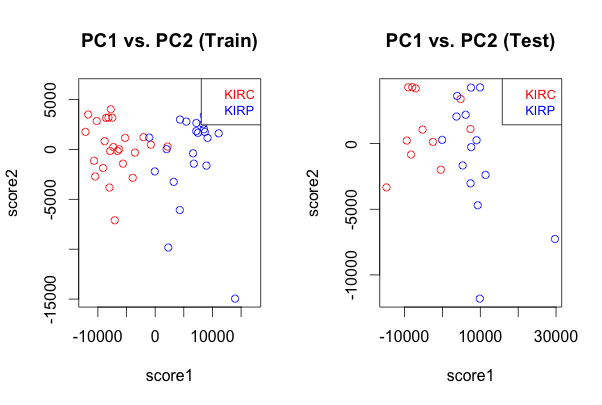 PC1 vs. PC2 (Train)
KIRC
KIRP
score2
5000
0
-5000
-15000
-10000
0
10000
score1
PC1 vs. PC2 (Test)
KIRC
KIRP
score2
0
-5000
-10000
-10000
10000
30000
score1